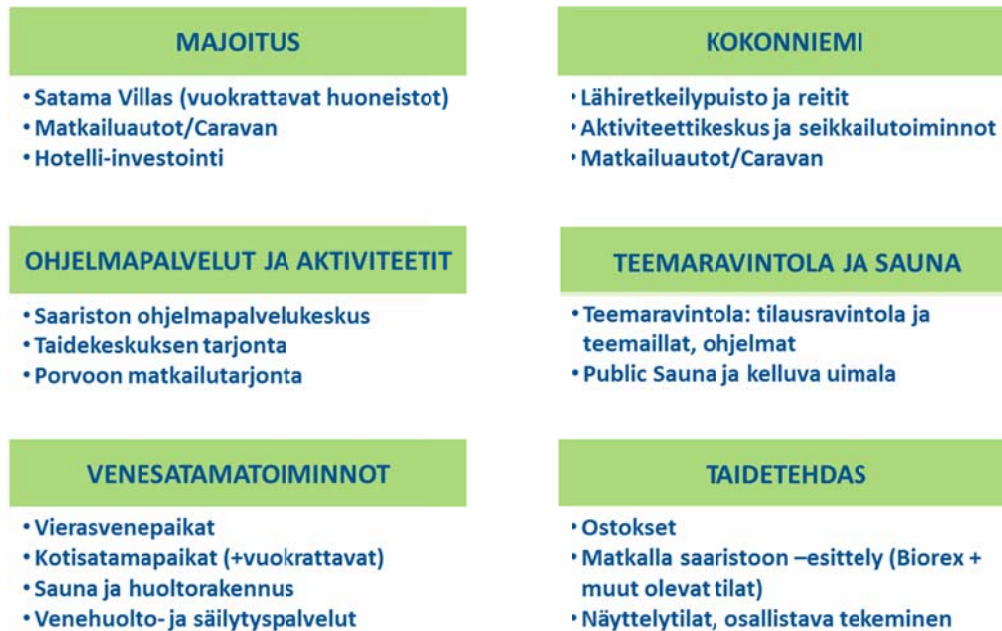 MAJOITUS
• Satama Villas (vuokrattavat huoneistot)
• Matkailuautot/Caravan
• Hotelli-investointi
KOKONNIEMI
• Lähiretkeilypuisto ja reitit
• Aktiviteettikeskus ja seikkailutoiminnot
• Matkailuautot/Caravan
OHJELMAPALVELUT JA AKTIVITEETIT
• Saariston ohjelmapalvelukeskus
• Taidekeskuksen tarjonta
• Porvoon matkailutarjonta
TEEMARAVINTOLA JA SAUNA
• Teemaravintola: tilausravintola ja
teemaillat, ohjelmat
• Public Sauna ja kelluva uimala
VENESATAMATOIMINNOT
• Vierasvenepaikat
• Kotisatamapaikat (+vuokrattavat)
• Sauna ja huoltorakennus
• Venehuolto- ja säilytyspalvelut
TAIDETEHDAS
• Ostokset
• Matkalla saaristoon –esittely (Biorex +
muut olevat tilat)
• Näyttelytilat, osallistava tekeminen